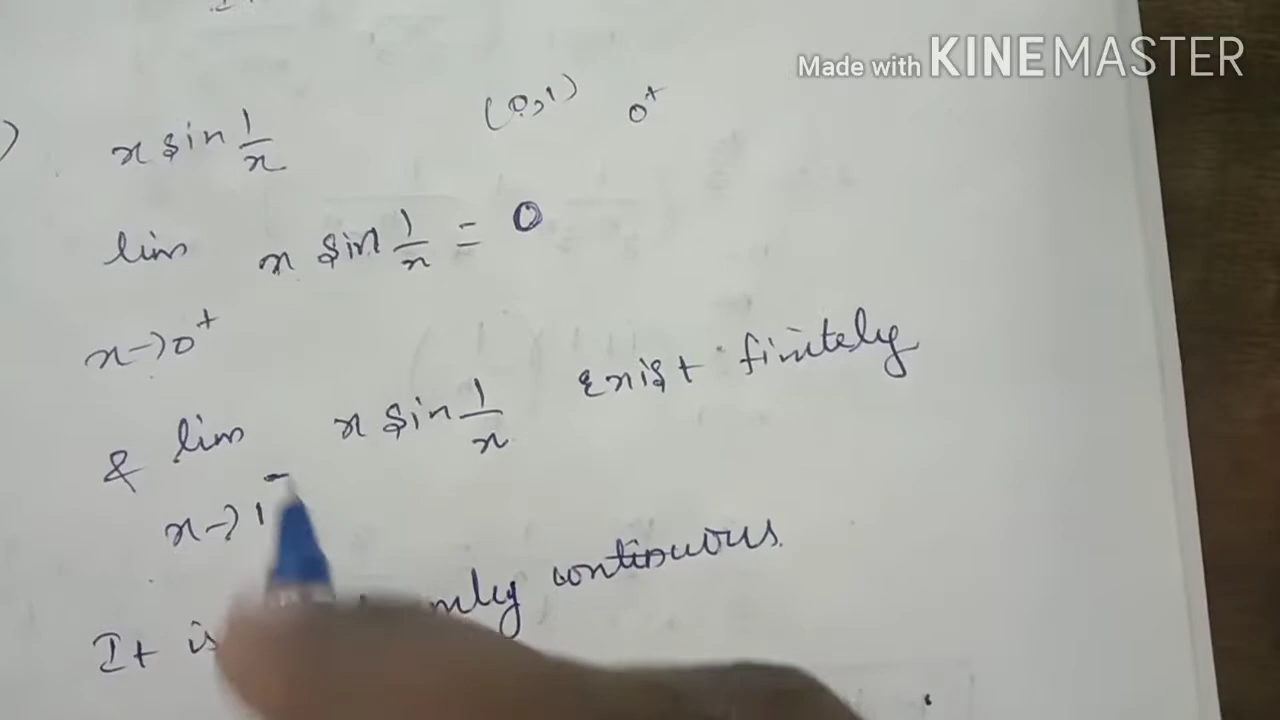 Made with KINEMASTER
) x sin 1/x (0,1) 0⁺
lim x sin 1/x = 0
x→0⁺
& lim x sin 1/x Exist finitely
x→1⁻
It is continuous.